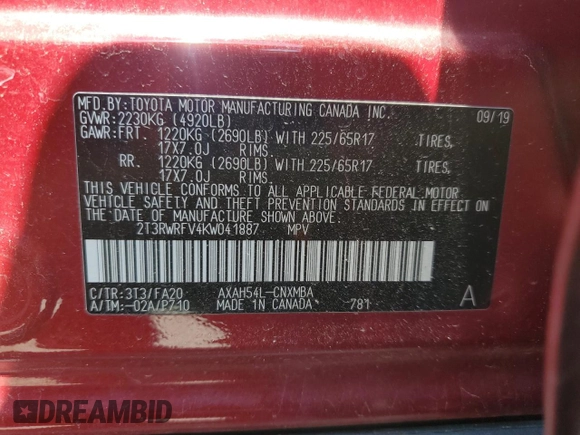 MFD.BY:TOYOTA MOTOR MANUFACTURING CANADA INC. 09/19
GVWR:2230KG (4920LB)
GAWR:FRT. 1220KG (2690LB) WITH 225/65R17 TIRES,
17X7.0J RIMS
RR. 1220KG (2690LB) WITH 225/65R17 TIRES,
17X7.0J RIMS
THIS VEHICLE CONFORMS TO ALL APPLICABLE FEDERAL MOTOR
VEHICLE SAFETY AND THEFT PREVENTION STANDARDS IN EFFECT
ON THE DATE OF MANUFACTURE SHOWN ABOVE.
2T3RWRFV4KW041887 MPV
C/TR:3T3/FA20 AXAH54L-CNXMBA A
A/TM:-02A/P710 MADE IN CANADA 781
DREAMBID